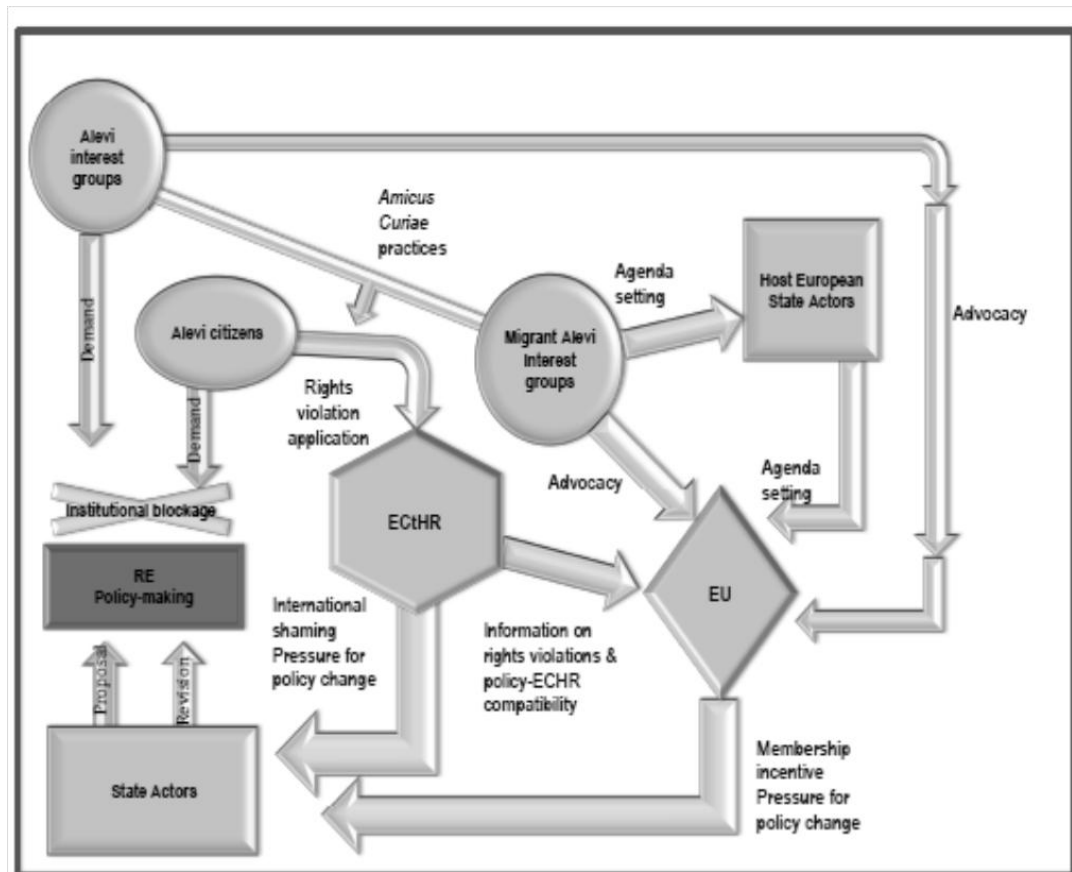 Alevi
interest
groups
Amicus
Curiae
practices
Agenda
setting
Host European
State Actors
Advocacy
Demand
Alevi citizens
Migrant Alevi
Interest
groups
Rights
violation
application
Demand
Advocacy
Agenda
setting
Institutional blockage
ECtHR
RE
Policy-making
EU
International
shaming
Pressure for
policy change
Information on
rights violations &
policy-ECHR
compatibility
Proposal
Revision
State Actors
Membership
incentive
Pressure for
policy change